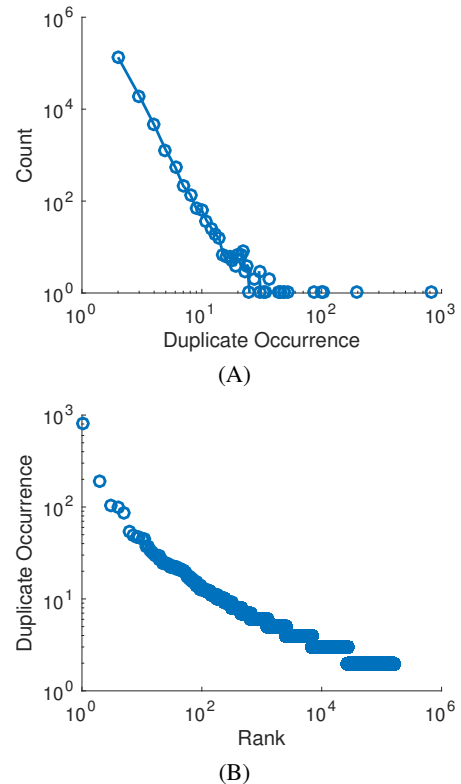 10^6
10^4
10^2
10^0
Count
10^0 10^1 10^2 10^3
Duplicate Occurrence
(A)
10^3
10^2
10^1
10^0
Duplicate Occurrence
10^0 10^2 10^4 10^6
Rank
(B)